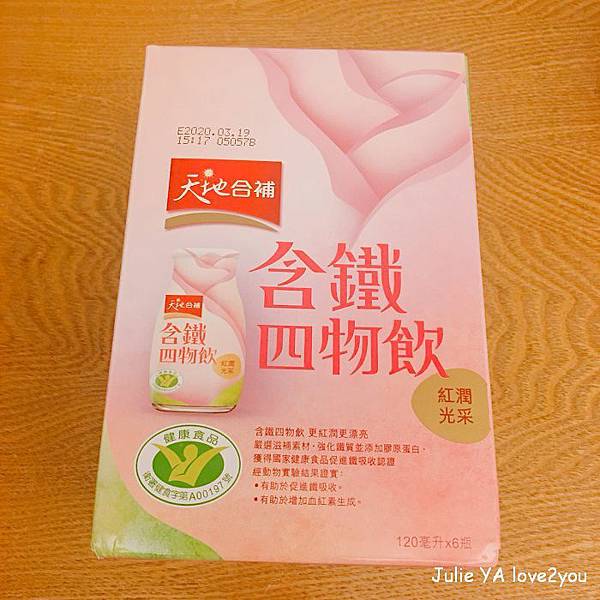 E2020.03.19
15:17 05057B
天地合補
含鐵
四物飲
紅潤
光采
天地合補
含鐵
四物飲
紅潤
光采
健康食品
衛署健食字第A00197號
含鐵四物飲 更紅潤更漂亮
嚴選滋補素材，強化鐵質並添加膠原蛋白，
獲得國家健康食品促進鐵吸收認證
經動物實驗結果證實：
•有助於促進鐵吸收。
•有助於增加血紅素生成。
120毫升x6瓶
Julie YA love2you